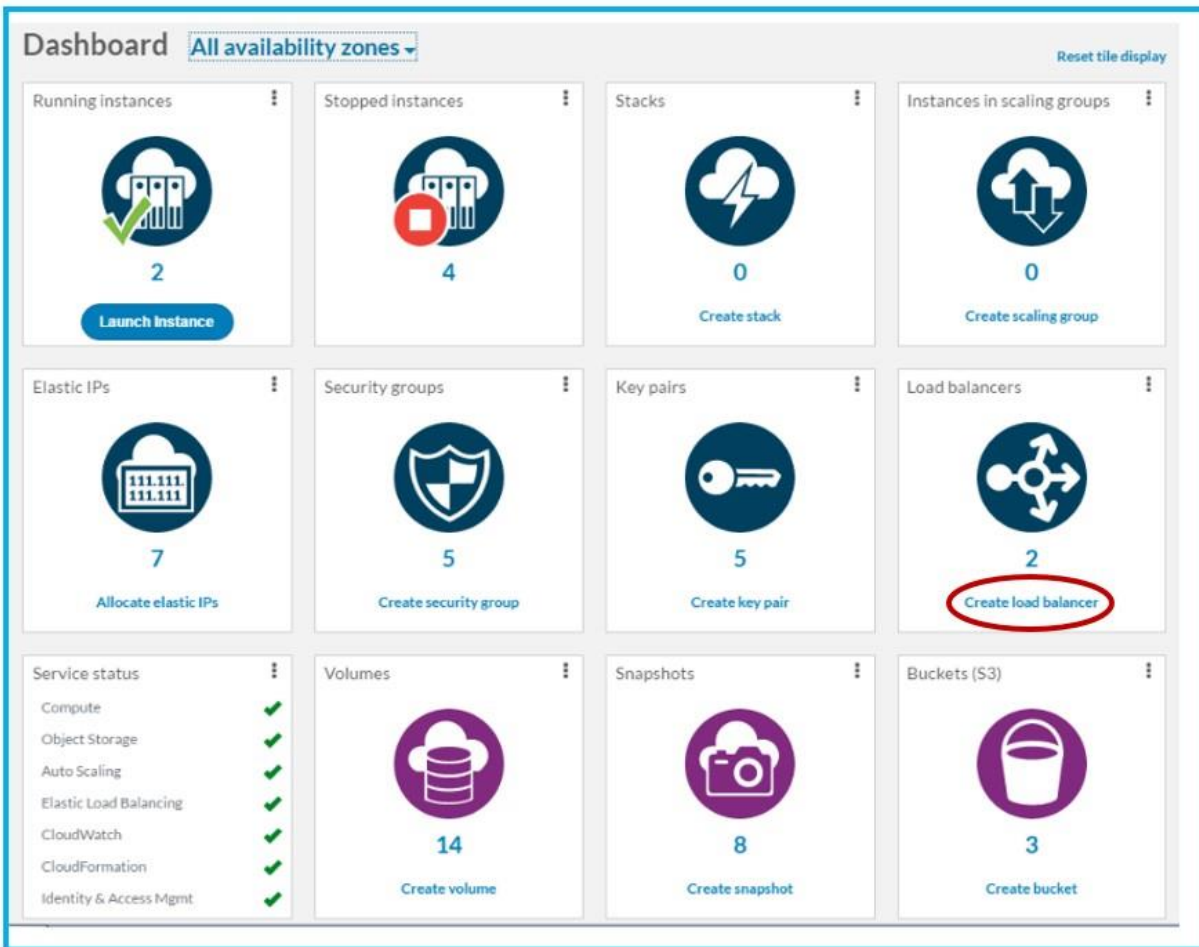 Dashboard All availability zones
Reset tile display
Running instances
2
Launch Instance
Stopped instances
4
Stacks
0
Create stack
Instances in scaling groups
0
Create scaling group
Elastic IPs
111.111.
111.111
7
Allocate elastic IPs
Security groups
5
Create security group
Key pairs
5
Create key pair
Load balancers
2
Create load balancer
Service status
Compute
Object Storage
Auto Scaling
Elastic Load Balancing
CloudWatch
CloudFormation
Identity & Access Mgmt
Volumes
14
Create volume
Snapshots
8
Create snapshot
Buckets (S3)
3
Create bucket